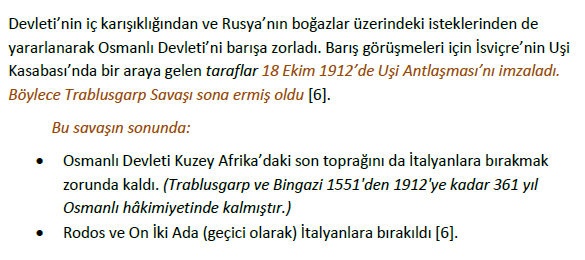 Devleti’nin iç karışıklığından ve Rusya’nın boğazlar üzerindeki isteklerinden de
yararlanarak Osmanlı Devleti’ni barışa zorladı. Barış görüşmeleri için İsviçre’nin Uşi
Kasabası’nda bir araya gelen taraflar 18 Ekim 1912’de Uşi Antlaşması’nı imzaladı.
Böylece Trablusgarp Savaşı sona ermiş oldu [6].
Bu savaşın sonunda:
• Osmanlı Devleti Kuzey Afrika’daki son toprağını da İtalyanlara bırakmak
zorunda kaldı. (Trablusgarp ve Bingazi 1551'den 1912'ye kadar 361 yıl
Osmanlı hâkimiyetinde kalmıştır.)
• Rodos ve On İki Ada (geçici olarak) İtalyanlara bırakıldı [6].